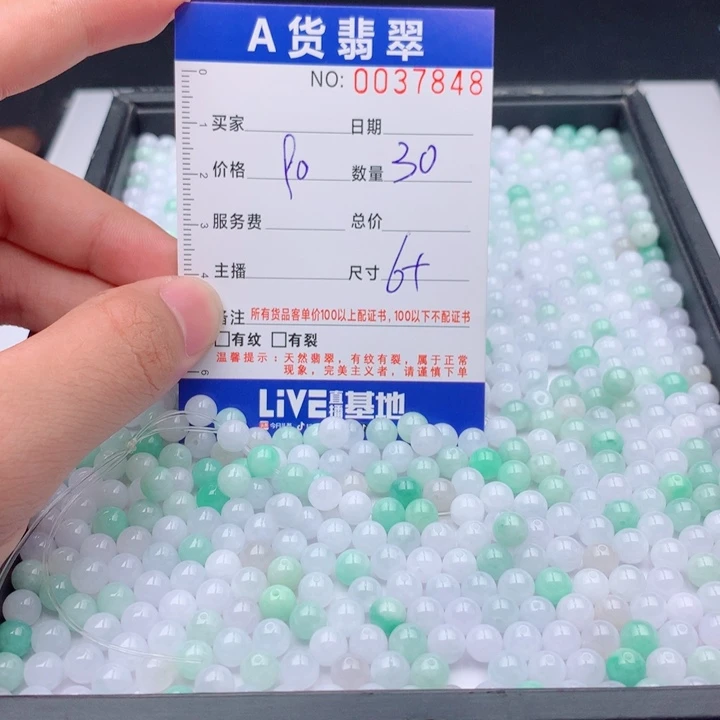 A货翡翠
NO: 0037848
买家 日期
价格 数量 30
服务费 总价
主播 尺寸 6+
备注 所有货品客单价100以上配证书,100以下不配证书
□有纹 □有裂
温馨提示：天然翡翠，有纹有裂，属于正常
现象，完美主义者，请谨慎下单
LiVE直播基地